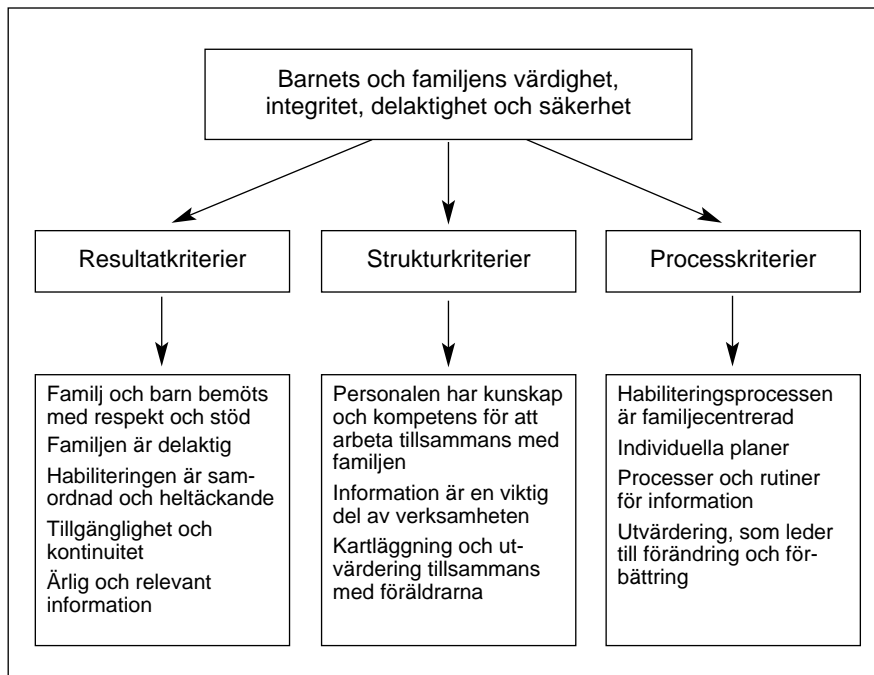 Barnets och familjens värdighet,
integritet, delaktighet och säkerhet
Resultatkriterier
Strukturkriterier
Processkriterier
Familj och barn bemöts
med respekt och stöd
Familjen är delaktig
Habiliteringen är sam-
ordnad och heltäckande
Tillgänglighet och
kontinuitet
Ärlig och relevant
information
Personalen har kunskap
och kompetens för att
arbeta tillsammans med
familjen
Information är en viktig
del av verksamheten
Kartläggning och ut-
värdering tillsammans
med föräldrarna
Habiliteringsprocessen
är familjecentrerad
Individuella planer
Processer och rutiner
för information
Utvärdering, som leder
till förändring och för-
bättring